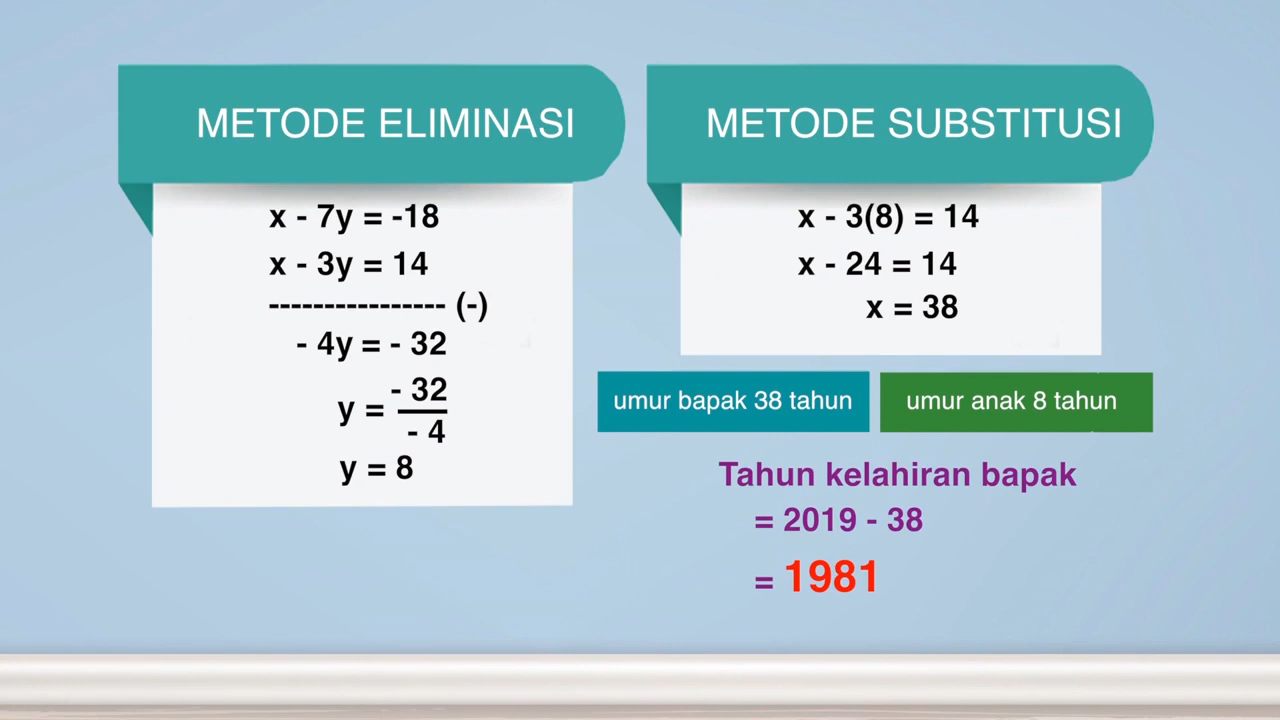 METODE ELIMINASI
x - 7y = -18
x - 3y = 14
---------------- (-)
- 4y = - 32
y = - 32
- 4
y = 8
METODE SUBSTITUSI
x - 3(8) = 14
x - 24 = 14
x = 38
umur bapak 38 tahun
umur anak 8 tahun
Tahun kelahiran bapak
= 2019 - 38
= 1981